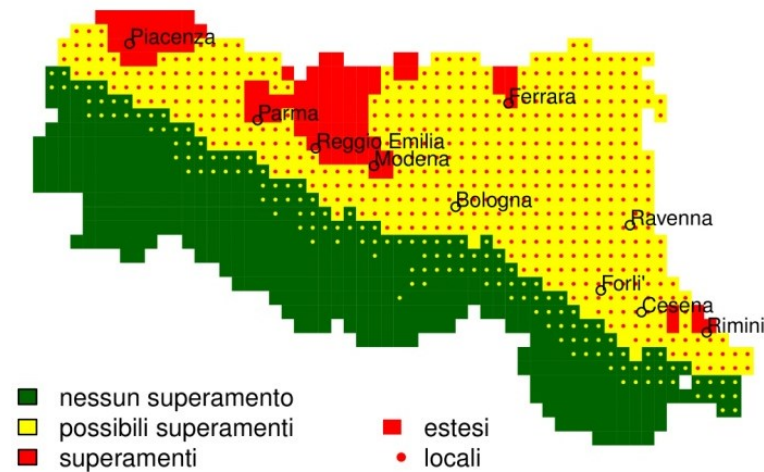 Piacenza
Parma
Ferrara
Reggio Emilia
Modena
Bologna
Ravenna
Forli'
Cesena
Rimini
nessun superamento
possibili superamenti
estesi
superamenti
locali